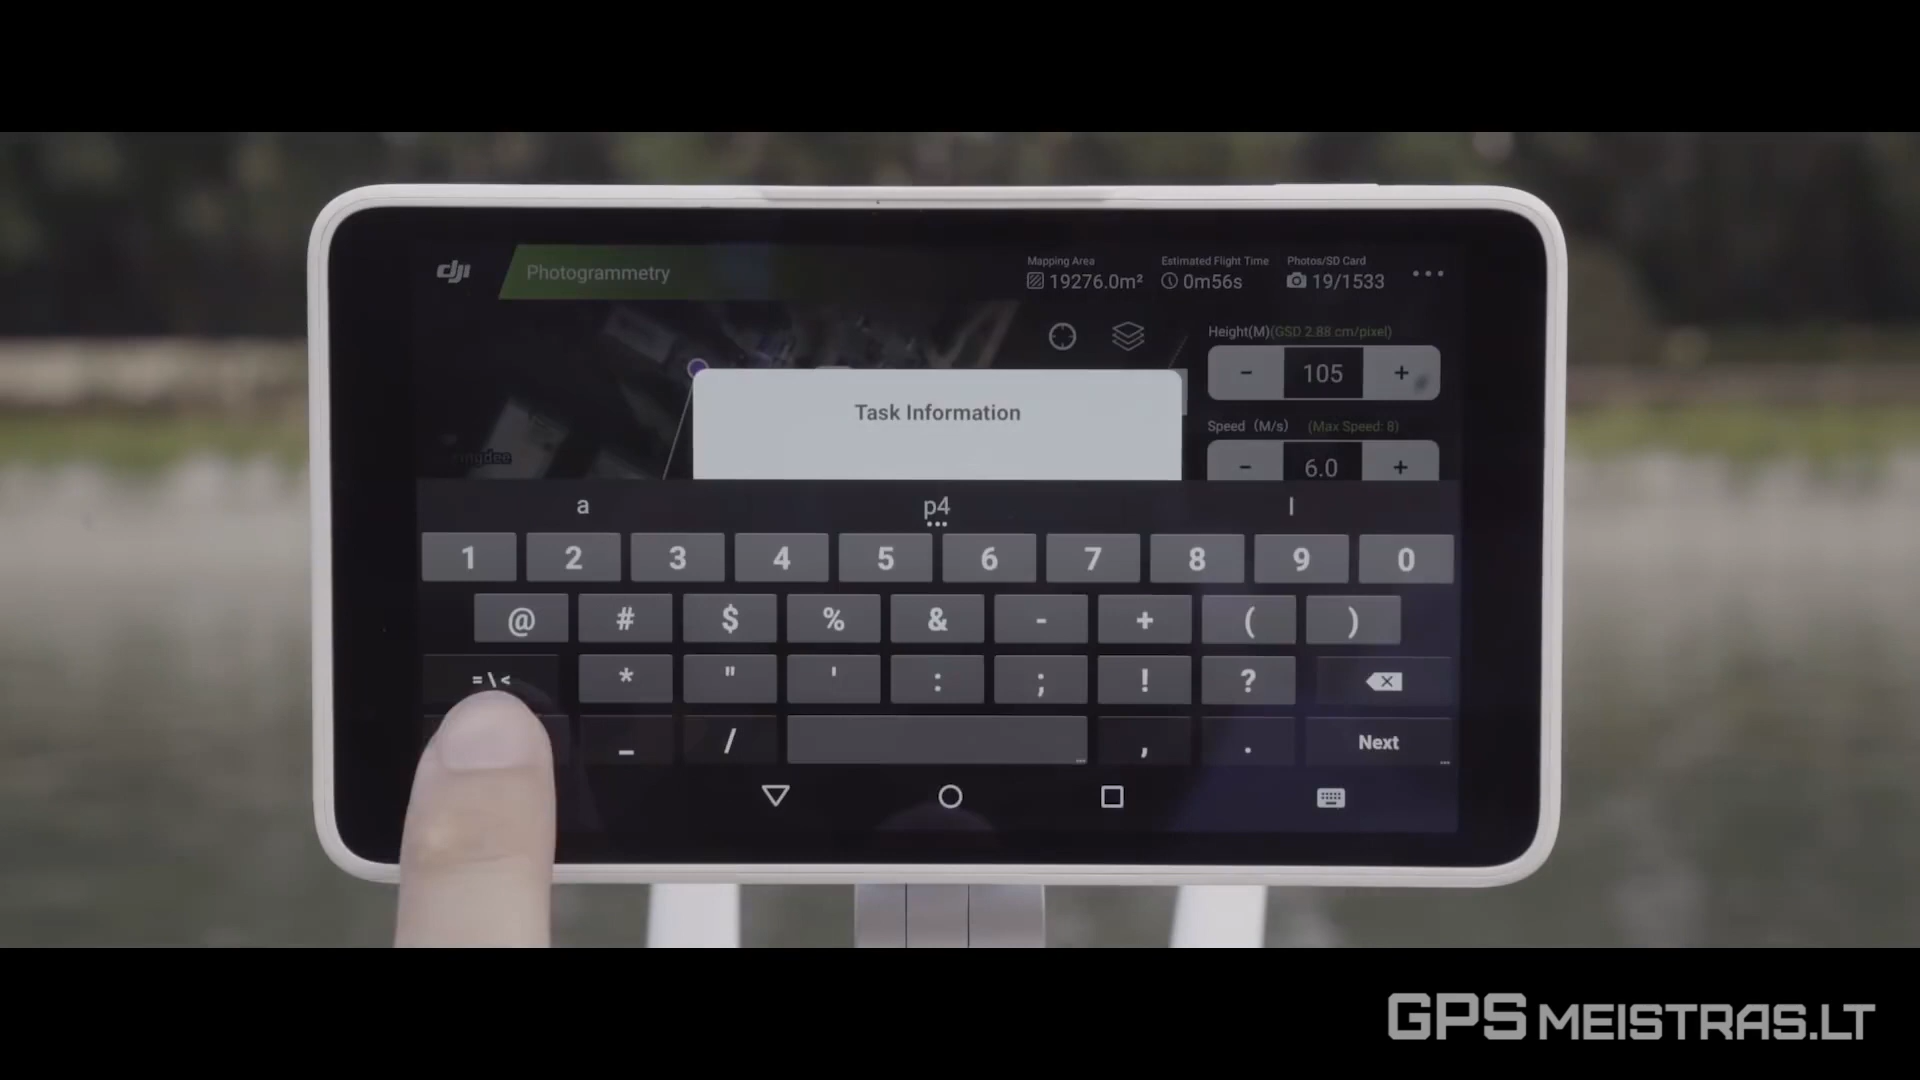 dji
Photogrammetry
Mapping Area
19276.0m²
Estimated Flight Time
0m56s
Photos/SD Card
19/1533
Height(M)(GSD 2.88 cm/pixel)
- 105 +
Speed (M/s) (Max Speed: 8)
- 6.0 +
Task Information
a p4 l
1 2 3 4 5 6 7 8 9 0
@ # $ % & - + ( )
= \ < * " ' : ; ! ?
_ / , . Next
GPS MEISTRAS.LT